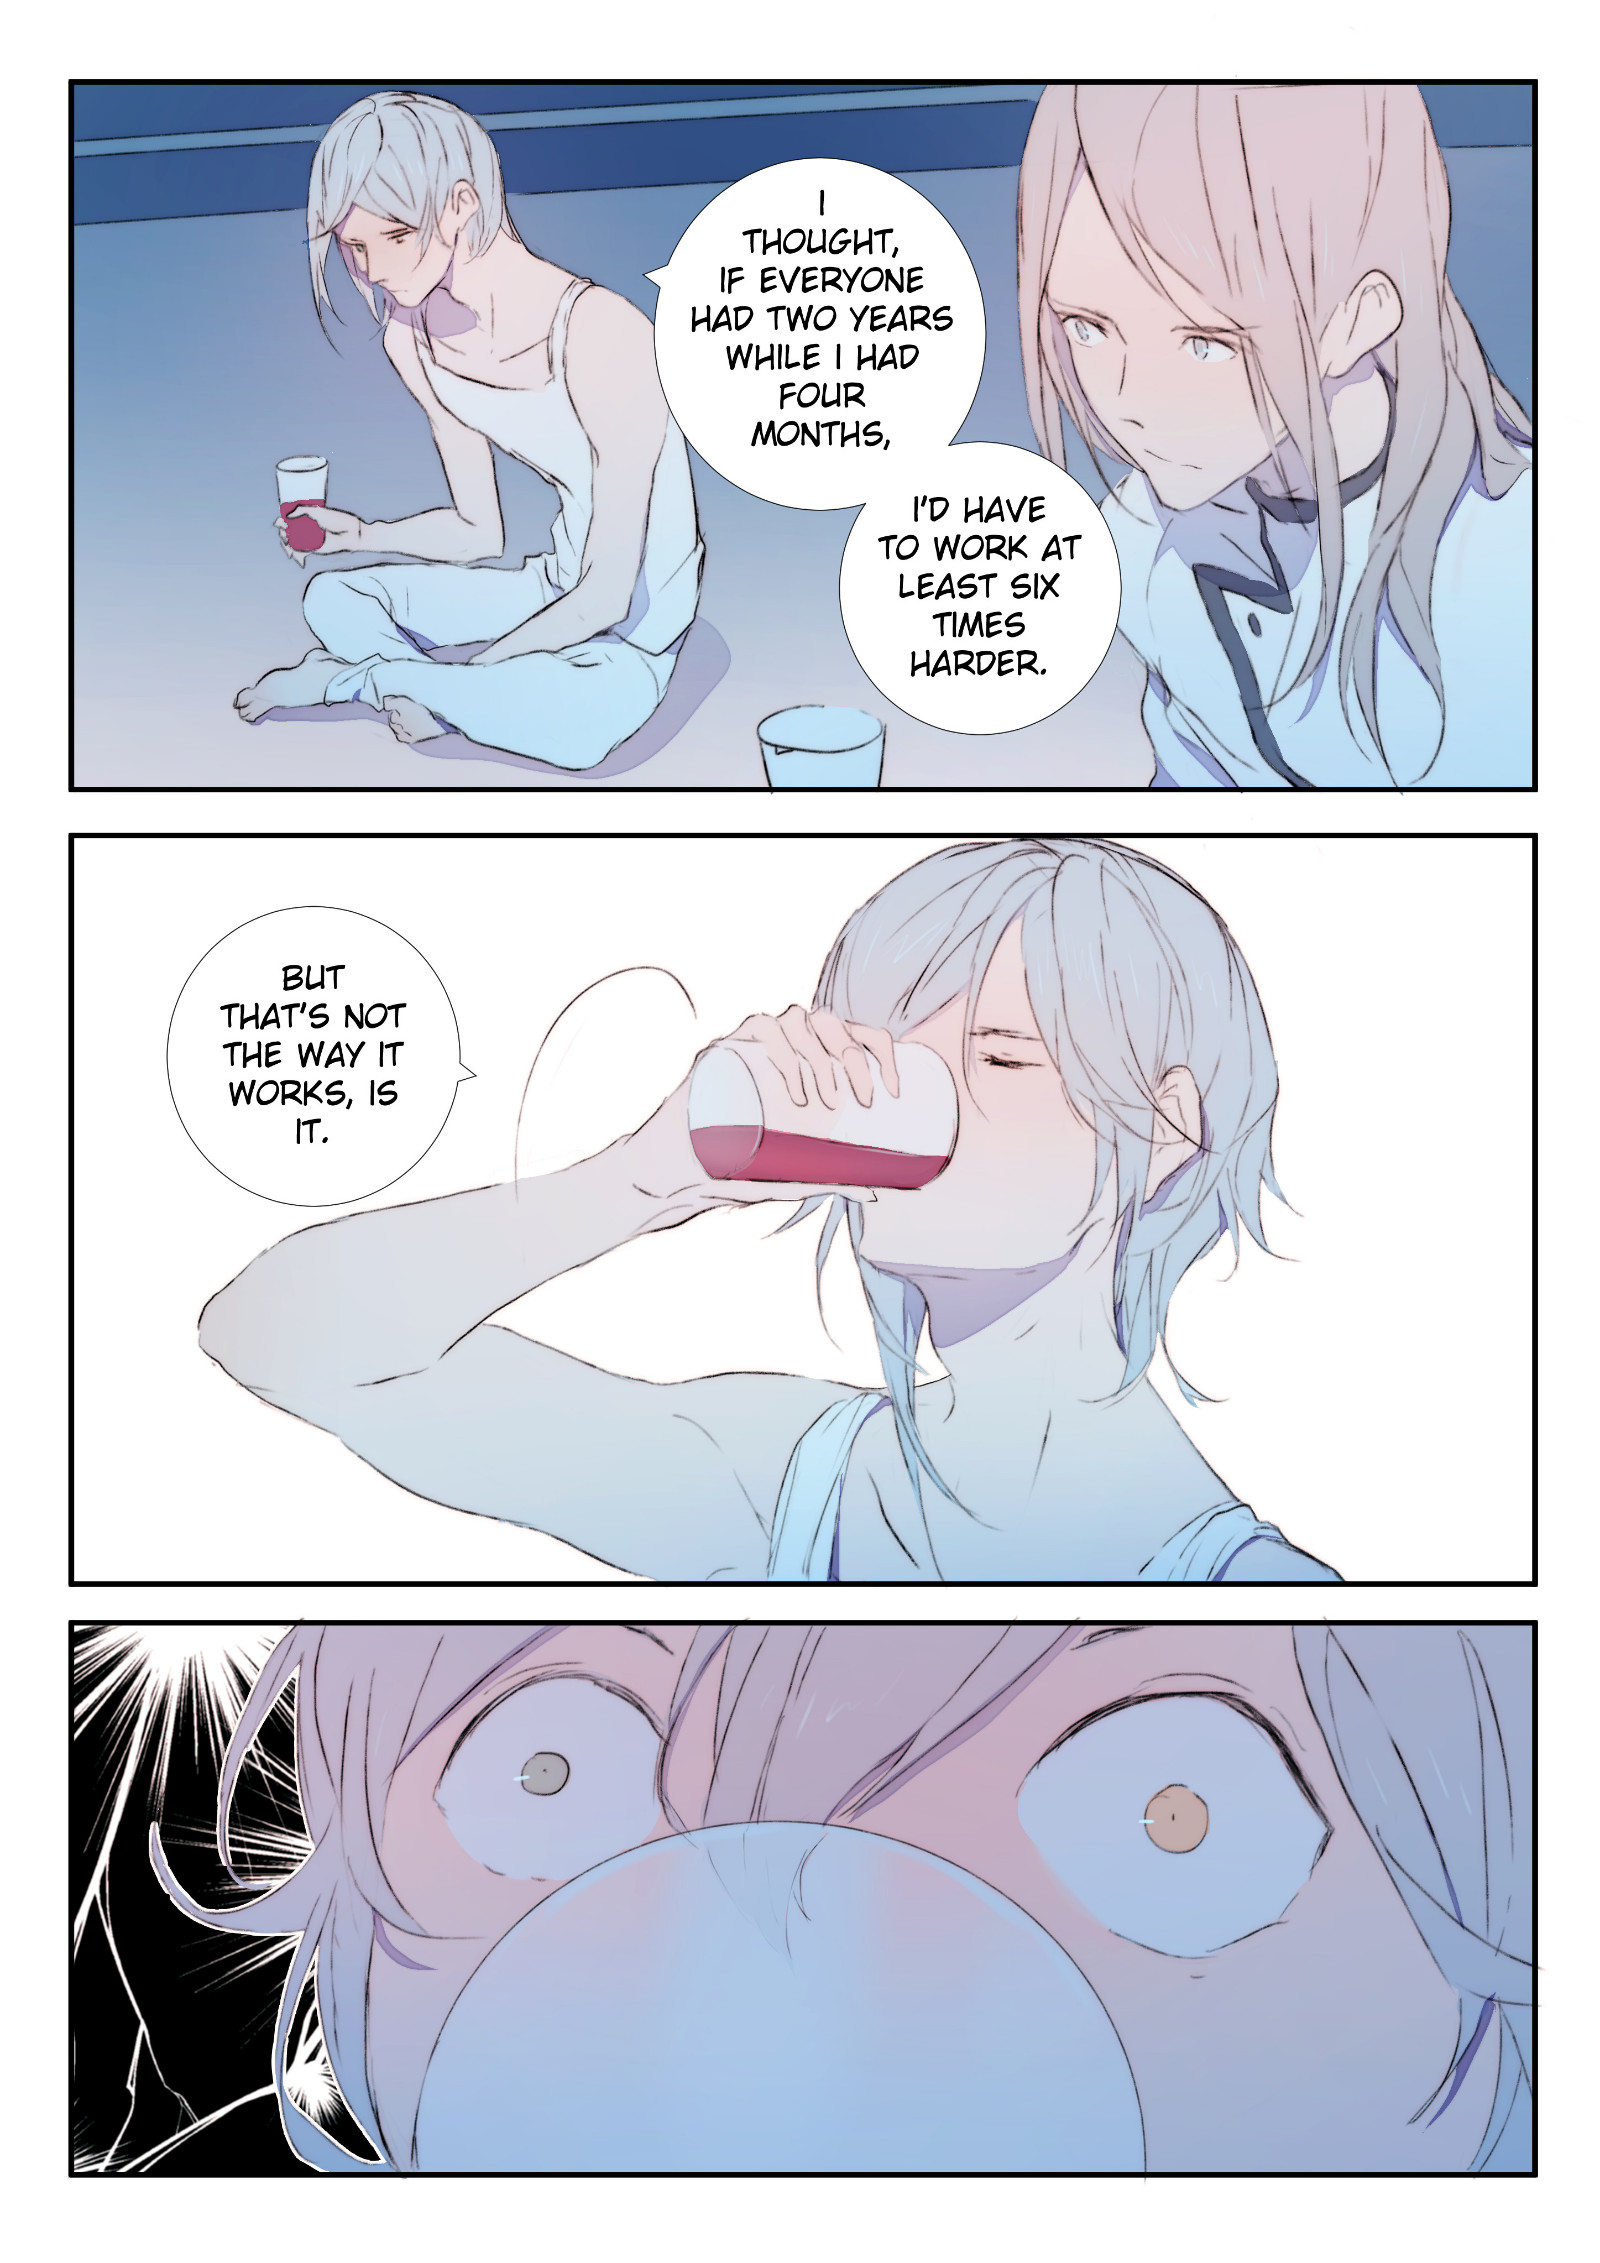 I
THOUGHT,
IF EVERYONE
HAD TWO YEARS
WHILE I HAD
FOUR
MONTHS,
I'D HAVE
TO WORK AT
LEAST SIX
TIMES
HARDER.
BUT
THAT'S NOT
THE WAY IT
WORKS, IS
IT.